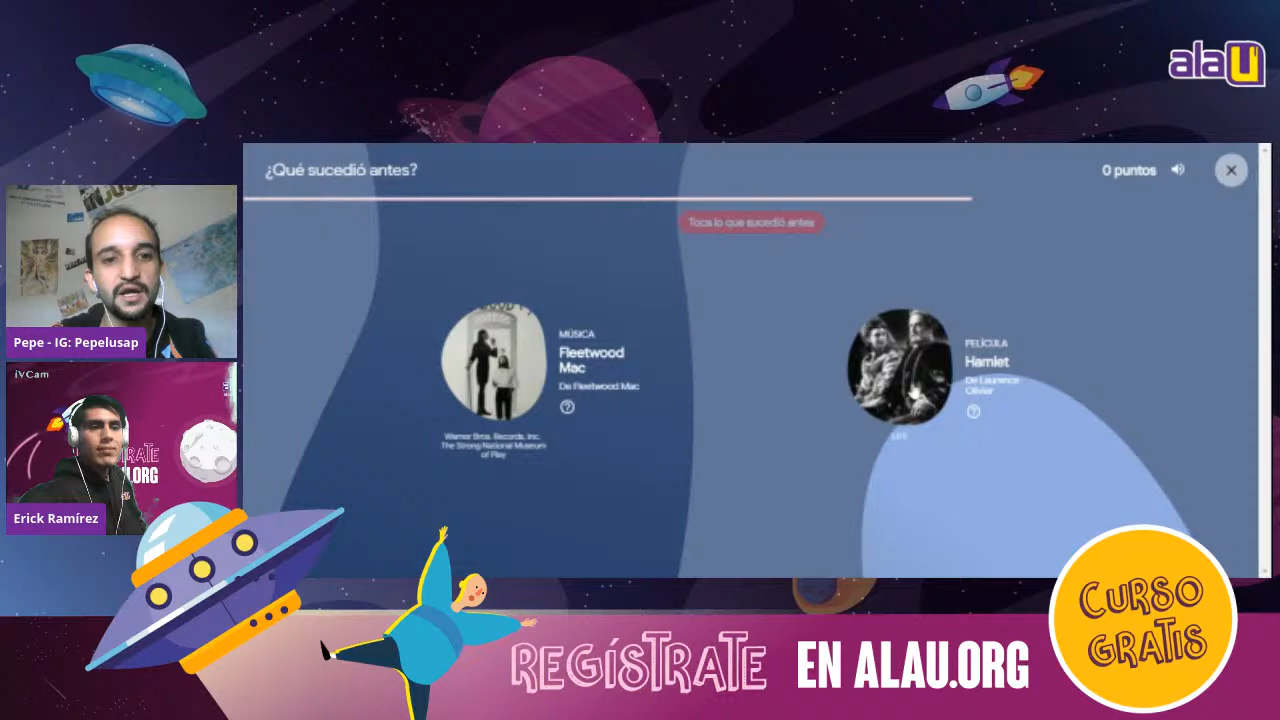 alaU
¿Qué sucedió antes?
0 puntos
Toca lo que sucedió antes
MÚSICA
Fleetwood
Mac
De Fleetwood Mac
Warner Bros. Records, Inc.
The Strong National Museum
of Play
PELÍCULA
Hamlet
De Laurence
Olivier
LIFE
Pepe - IG: Pepelusap
iVCam
Erick Ramírez
REGÍSTRATE EN ALAU.ORG
CURSO
GRATIS